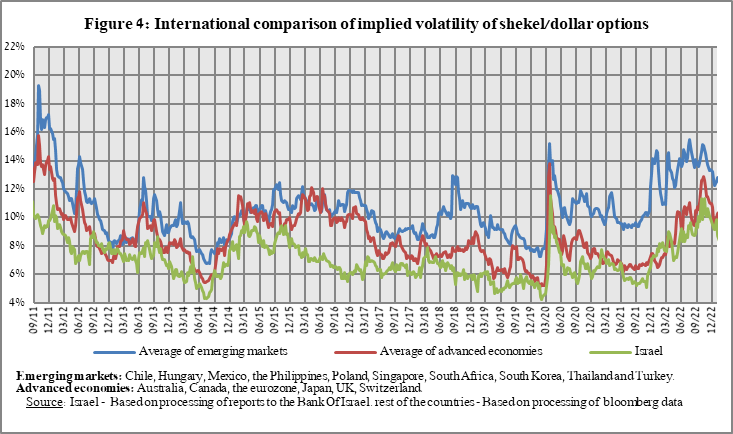 Figure 4: International comparison of implied volatility of shekel/dollar options
22%
20%
18%
16%
14%
12%
10%
8%
6%
4%
09/11 12/11 03/12 06/12 09/12 12/12 03/13 06/13 09/13 12/13 03/14 06/14 09/14 12/14 03/15 06/15 09/15 12/15 03/16 06/16 09/16 12/16 03/17 06/17 09/17 12/17 03/18 06/18 09/18 12/18 03/19 06/19 09/19 12/19 03/20 06/20 09/20 12/20 03/21 06/21 09/21 12/21 03/22 06/22 09/22 12/22
Average of emerging markets Average of advanced economies Israel
Emerging markets: Chile, Hungary, Mexico, the Philippines, Poland, Singapore, South Africa, South Korea, Thailand and Turkey.
Advanced economies: Australia, Canada, the eurozone, Japan, UK, Switzerland
Source: Israel - Based on processing of reports to the Bank Of Israel. rest of the countries - Based on processing of bloomberg data